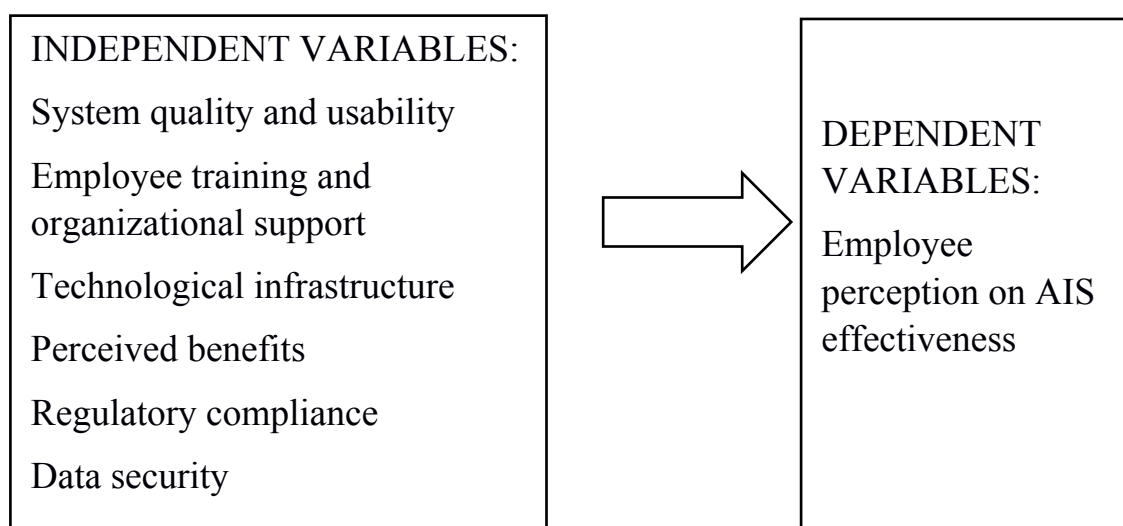 INDEPENDENT VARIABLES:
System quality and usability
Employee training and
organizational support
Technological infrastructure
Perceived benefits
Regulatory compliance
Data security
DEPENDENT
VARIABLES:
Employee
perception on AIS
effectiveness